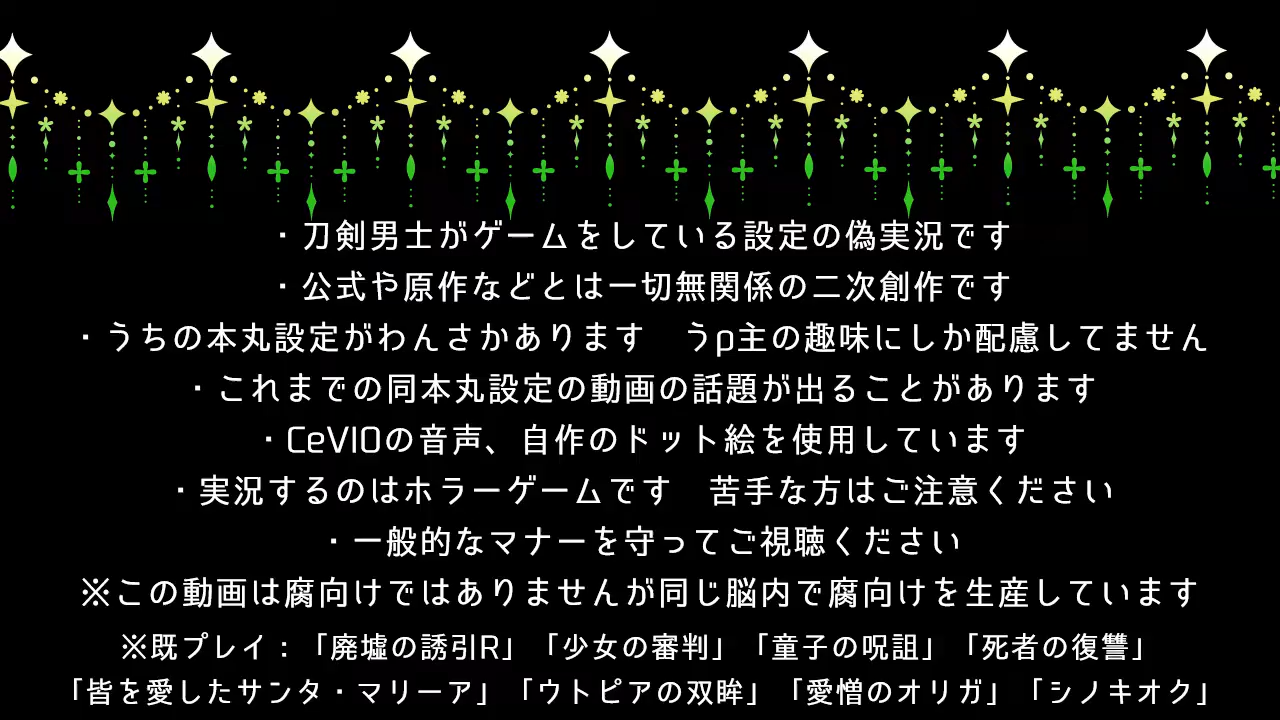 ・刀剣男士がゲームをしている設定の偽実況です
・公式や原作などとは一切無関係の二次創作です
・うちの本丸設定がわんさかあります　うρ主の趣味にしか配慮してません
・これまでの同本丸設定の動画の話題が出ることがあります
・CeVIOの音声、自作のドット絵を使用しています
・実況するのはホラーゲームです　苦手な方はご注意ください
・一般的なマナーを守ってご視聴ください
※この動画は腐向けではありませんが同じ脳内で腐向けを生産しています
※既プレイ：「廃墟の誘引R」「少女の審判」「童子の呪詛」「死者の復讐」
「皆を愛したサンタ・マリーア」「ウトピアの双眸」「愛憎のオリガ」「シノキオク」